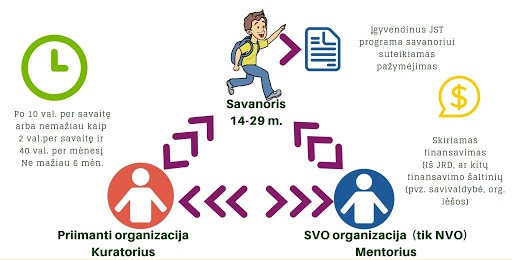 Įgyvendinus JST
programa savanoriui
suteikiamas
pažymėjimas
Savanoris
14-29 m.
Po 10 val. per savaitę
arba nemažiau kaip
2 val.per savaitę ir
40 val. per mėnesį
Ne mažiau 6 mėn.
$
Skiriamas
finansavimas
(IŠ JRD, ar kitų
finansavimo šaltinių
(pvz. savivaldybė, org.
lėšos)
Priimanti organizacija
Kuratorius
SVO organizacija (tik NVO)
Mentorius